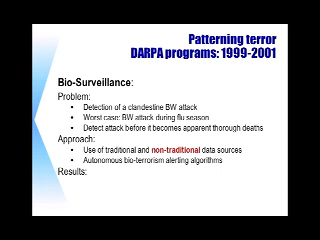 Patterning terror
DARPA programs: 1999-2001
Bio-Surveillance:
Problem:
• Detection of a clandestine BW attack
• Worst case: BW attack during flu season
• Detect attack before it becomes apparent thorough deaths
Approach:
• Use of traditional and non-traditional data sources
• Autonomous bio-terrorism alerting algorithms
Results: